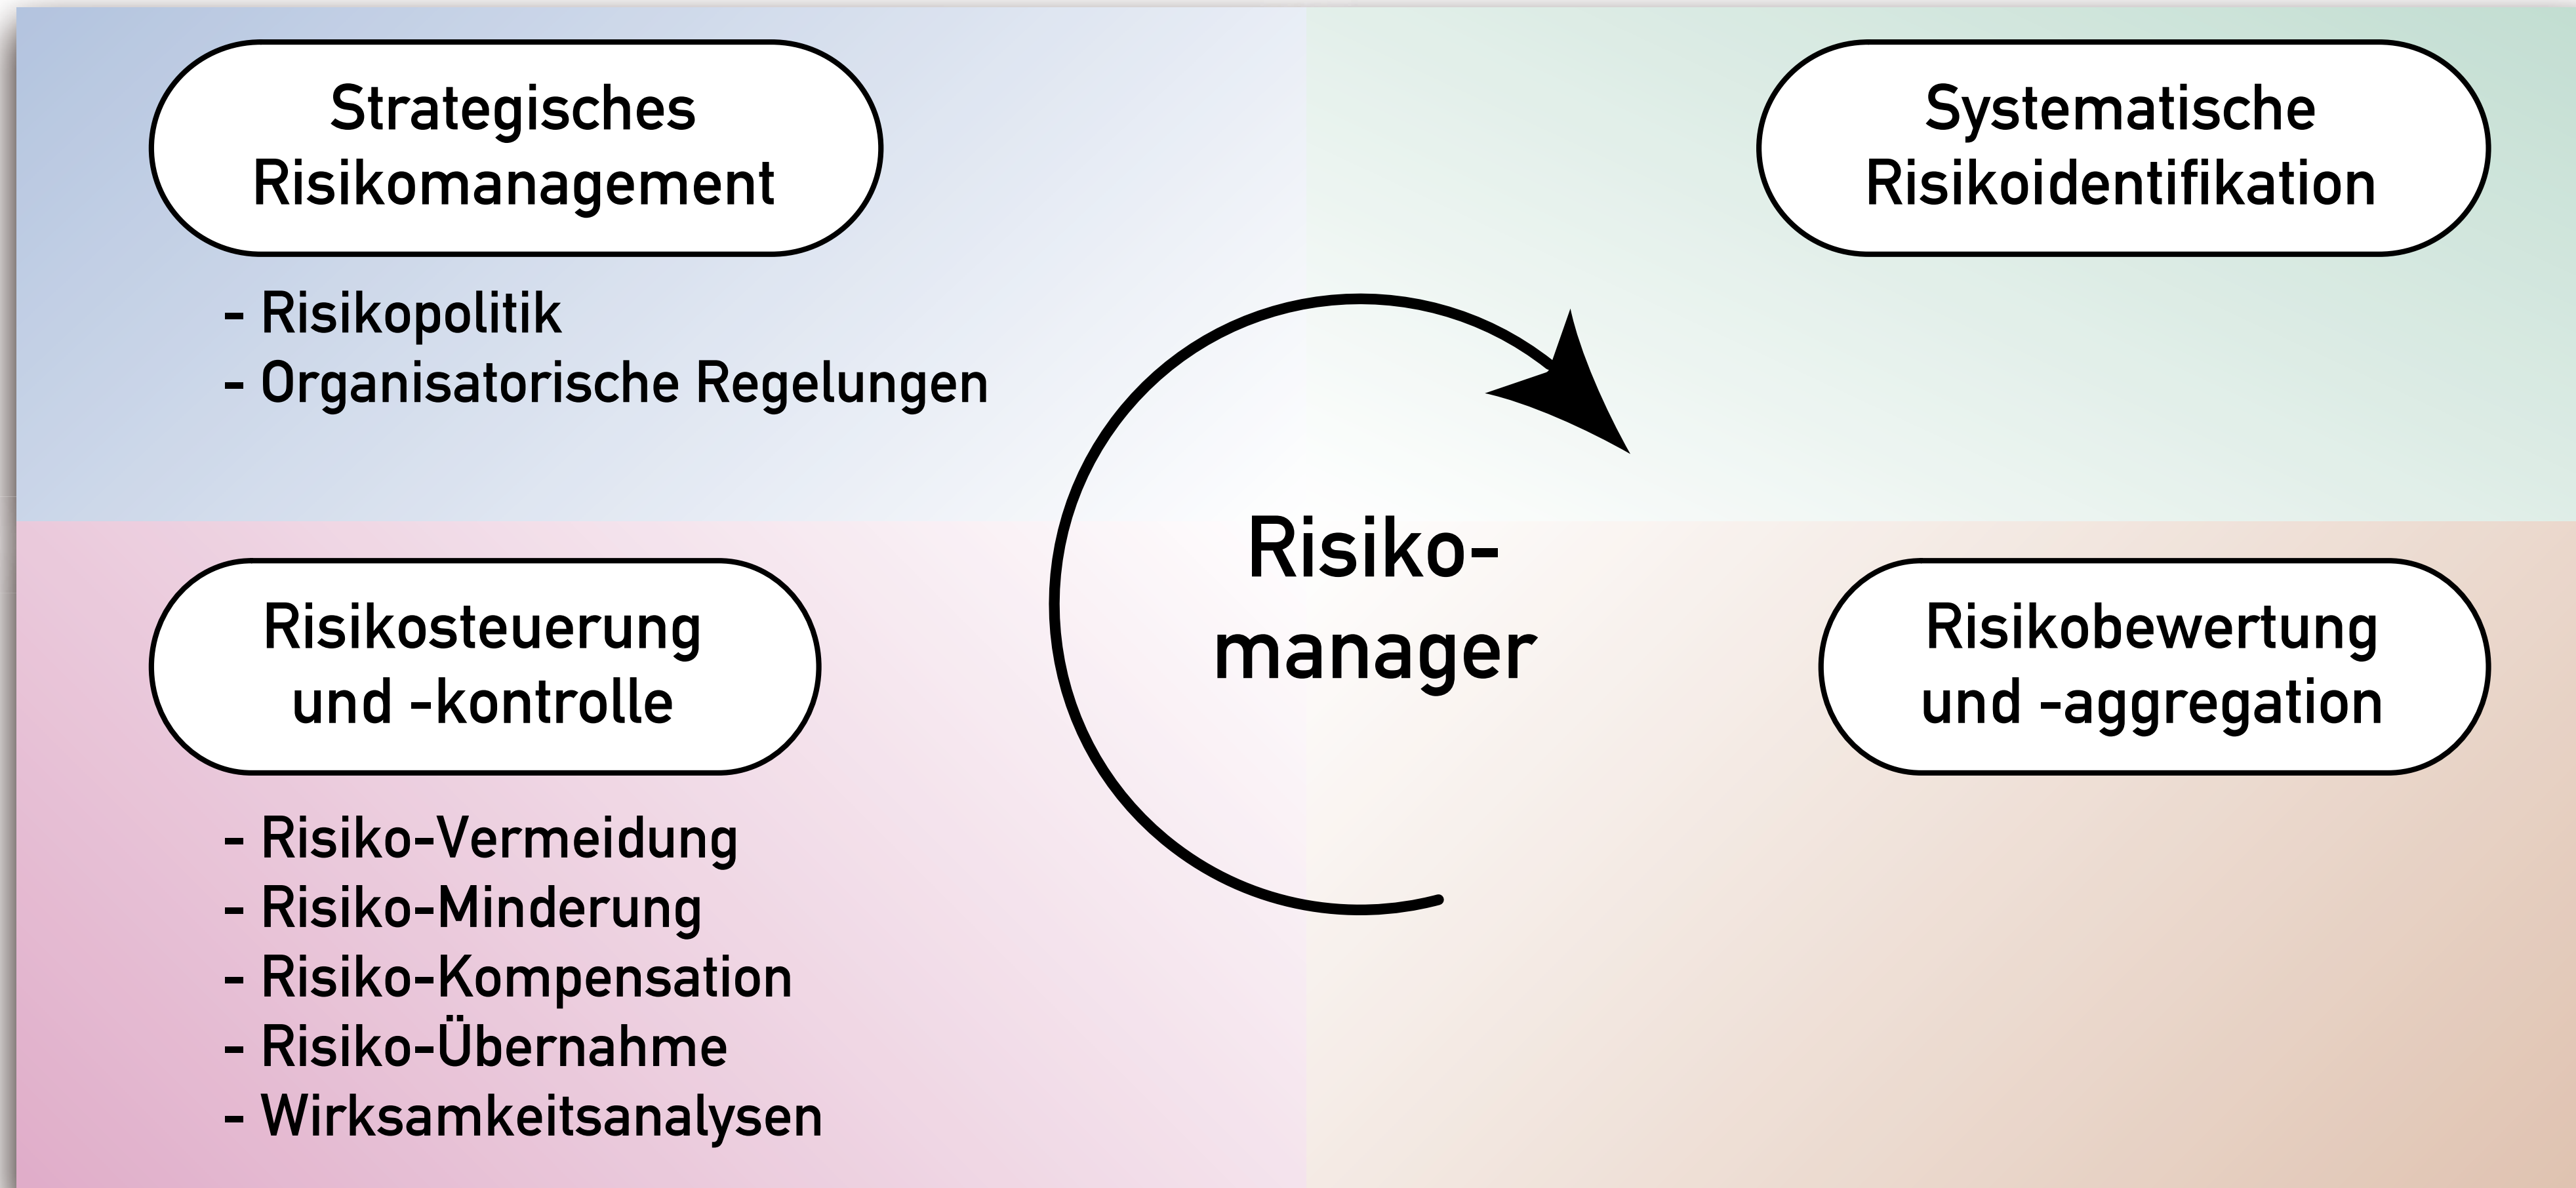 Strategisches
Risikomanagement
- Risikopolitik
- Organisatorische Regelungen
Systematische
Risikoidentifikation
Risiko-
manager
Risikosteuerung
und -kontrolle
- Risiko-Vermeidung
- Risiko-Minderung
- Risiko-Kompensation
- Risiko-Übernahme
- Wirksamkeitsanalysen
Risikobewertung
und -aggregation